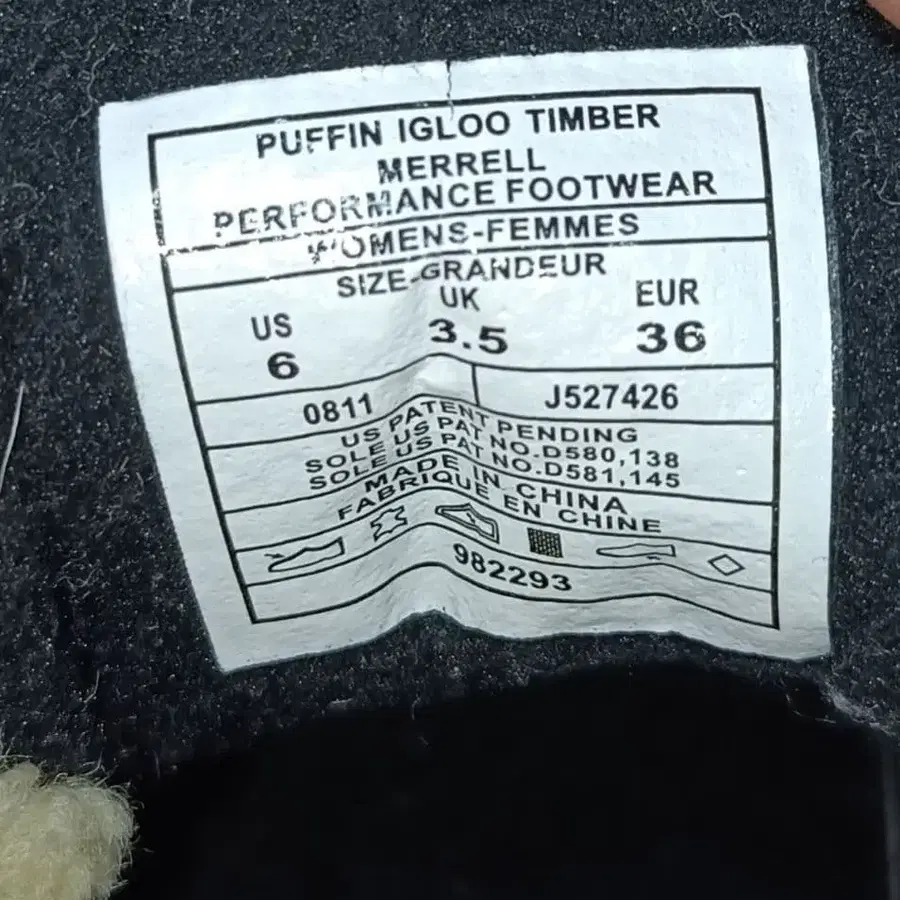 PUFFIN IGLOO TIMBER
MERRELL
PERFORMANCE FOOTWEAR
WOMENS-FEMMES
SIZE-GRANDEUR
US UK EUR
6 3.5 36
0811 J527426
US PATENT PENDING
SOLE US PAT NO.D580,138
SOLE US PAT NO.D581,145
MADE IN CHINA
FABRIQUE EN CHINE
982293